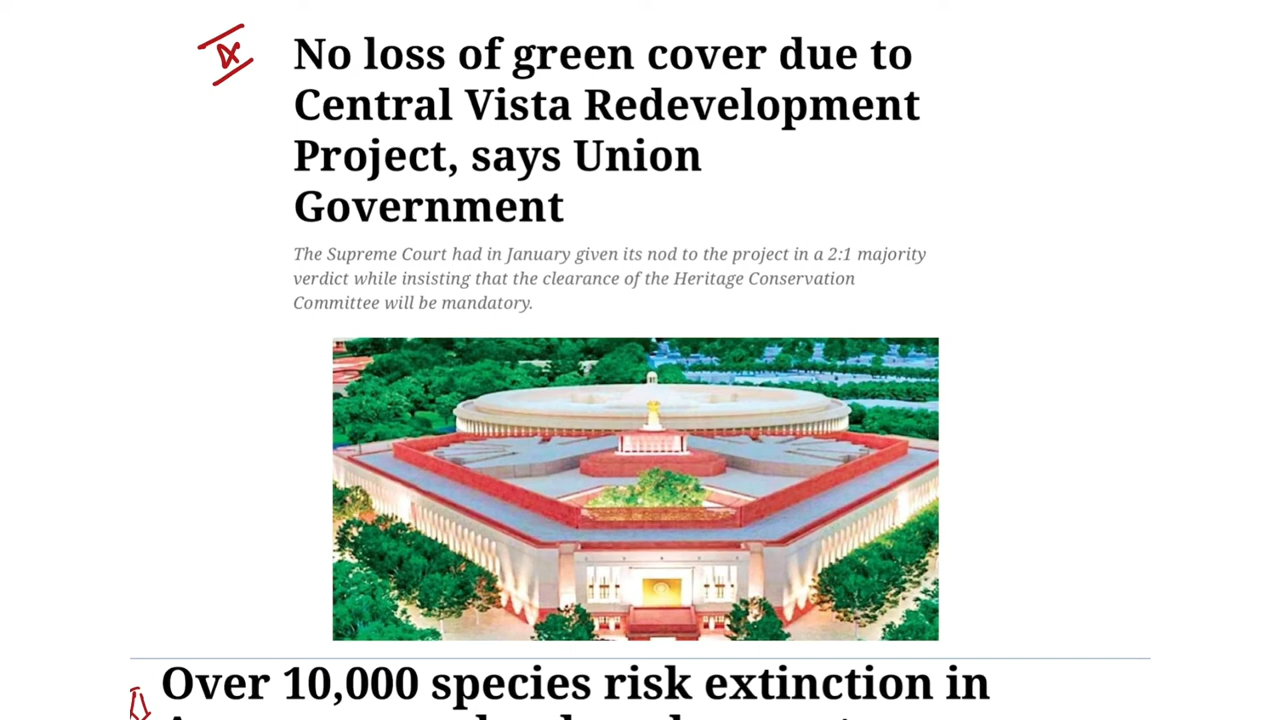 No loss of green cover due to
Central Vista Redevelopment
Project, says Union
Government
The Supreme Court had in January given its nod to the project in a 2:1 majority
verdict while insisting that the clearance of the Heritage Conservation
Committee will be mandatory.
Over 10,000 species risk extinction in